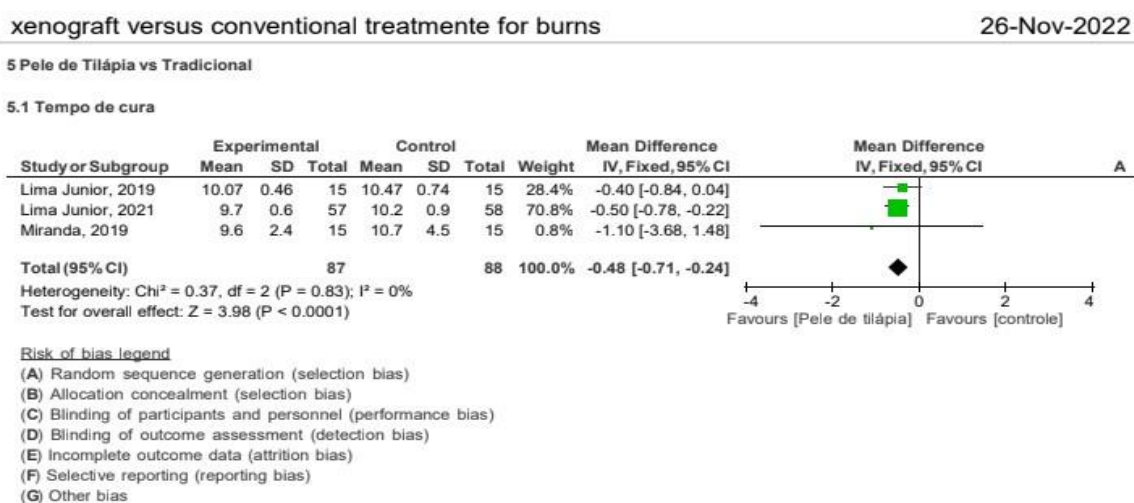 xenograft versus conventional treatmente for burns 26-Nov-2022
5 Pele de Tilápia vs Tradicional
5.1 Tempo de cura
Experimental Control Mean Difference Mean Difference
Study or Subgroup Mean SD Total Mean SD Total Weight IV, Fixed, 95% CI IV, Fixed, 95% CI A
Lima Junior, 2019 10.07 0.46 15 10.47 0.74 15 28.4% -0.40 [-0.84, 0.04]
Lima Junior, 2021 9.7 0.6 57 10.2 0.9 58 70.8% -0.50 [-0.78, -0.22]
Miranda, 2019 9.6 2.4 15 10.7 4.5 15 0.8% -1.10 [-3.68, 1.48]
Total (95% CI) 87 88 100.0% -0.48 [-0.71, -0.24]
Heterogeneity: Chi² = 0.37, df = 2 (P = 0.83); I² = 0%
Test for overall effect: Z = 3.98 (P < 0.0001)
-4 -2 0 2 4
Favours [Pele de tilápia] Favours [controle]
Risk of bias legend
(A) Random sequence generation (selection bias)
(B) Allocation concealment (selection bias)
(C) Blinding of participants and personnel (performance bias)
(D) Blinding of outcome assessment (detection bias)
(E) Incomplete outcome data (attrition bias)
(F) Selective reporting (reporting bias)
(G) Other bias